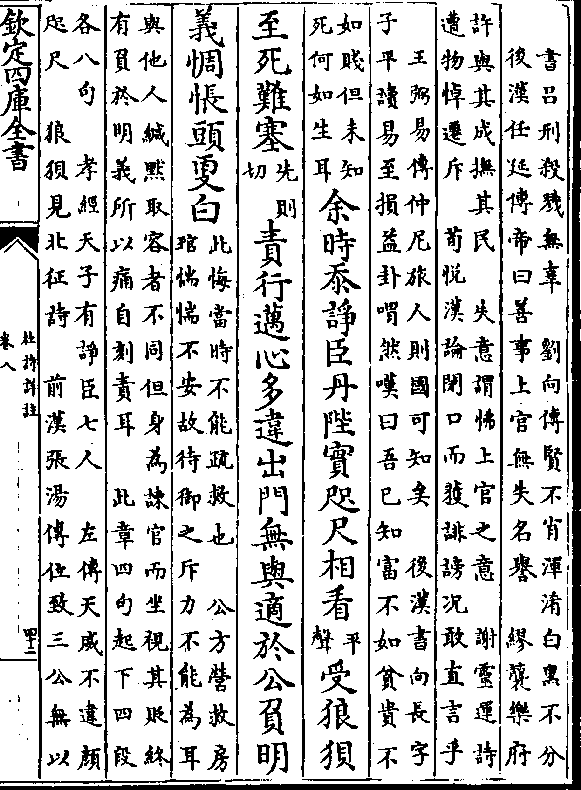 書吕刑殺戮無辜　劉向傳賢不肖渾淆白黑不分
後漢任延傳帝曰善事上官無失名譽　繆襲樂府
許與其成撫其民　失意謂怫上官之意　謝靈運詩
遭物悼遷斥　荀悦漢論閉口而獲誹謗况敢直言乎
王弼易傳仲尼旅人則國可知矣　後漢書向長字
子平讀易至損益卦喟然嘆曰吾已知富不如貧貴不
如賤但未知
死何如生耳
余時忝諍臣丹陛實咫尺相看平聲受狼狽
至死難塞先則切責行邁心多違出門無與適於公負明
義惆悵頭更白
此悔當時不能疏救也　公方營救房
琯惴惴不安故待御之斥力不能為耳
與他人緘默取容者不同但身為諫官而坐視其貶終
有負於明義所以痛自刻責耳　此章四句起下四段
各八句　孝經天子有諍臣七人　左傳天威不違顔
咫尺　狼狽見北征詩　前漢張湯傳位致三公無以
欽定四庫全書
杜詩詳註
卷八
四十二